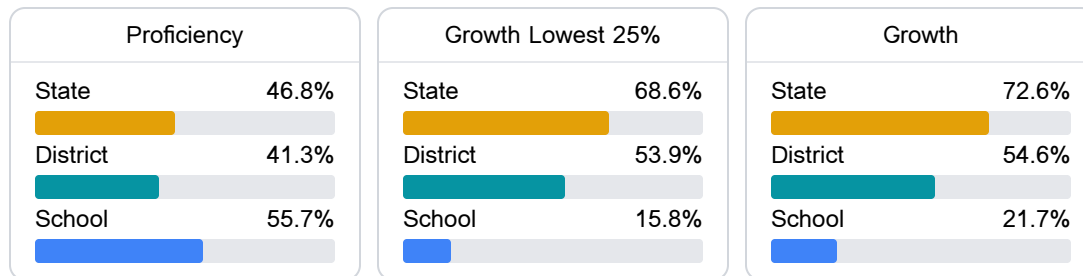 Proficiency
State 46.8%
District 41.3%
School 55.7%
Growth Lowest 25%
State 68.6%
District 53.9%
School 15.8%
Growth
State 72.6%
District 54.6%
School 21.7%